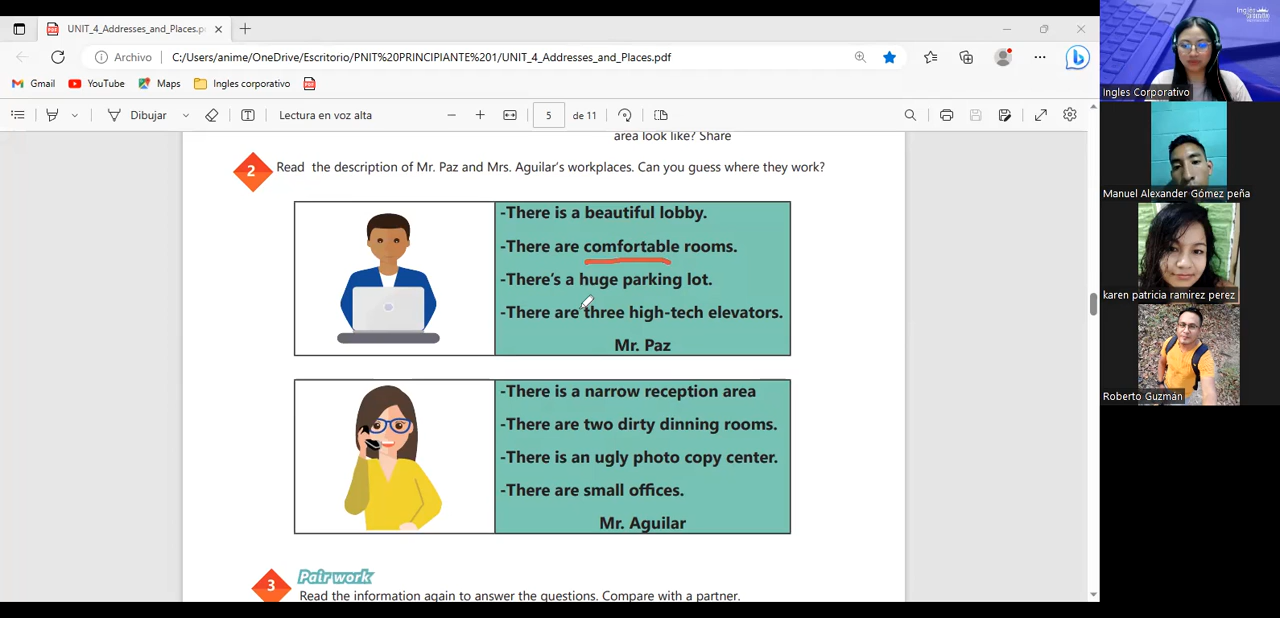 UNIT_4_Addresses_and_Places.p
Archivo
C:/Users/anime/OneDrive/Escritorio/PNIT%20PRINCIPIANTE%201/UNIT_4_Addresses_and_Places.pdf
Gmail
YouTube
Maps
Ingles corporativo
Dibujar
Lectura en voz alta
5
de 11
area look like? Share
2
Read the description of Mr. Paz and Mrs. Aguilar's workplaces. Can you guess where they work?
-There is a beautiful lobby.
-There are comfortable rooms.
-There's a huge parking lot.
-There are three high-tech elevators.
Mr. Paz
-There is a narrow reception area
-There are two dirty dinning rooms.
-There is an ugly photo copy center.
-There are small offices.
Mr. Aguilar
3
Pair work
Read the information again to answer the questions. Compare with a partner.
Ingles Corporativo
Manuel Alexander Gómez peña
karen patricia ramirez perez
Roberto Guzmán